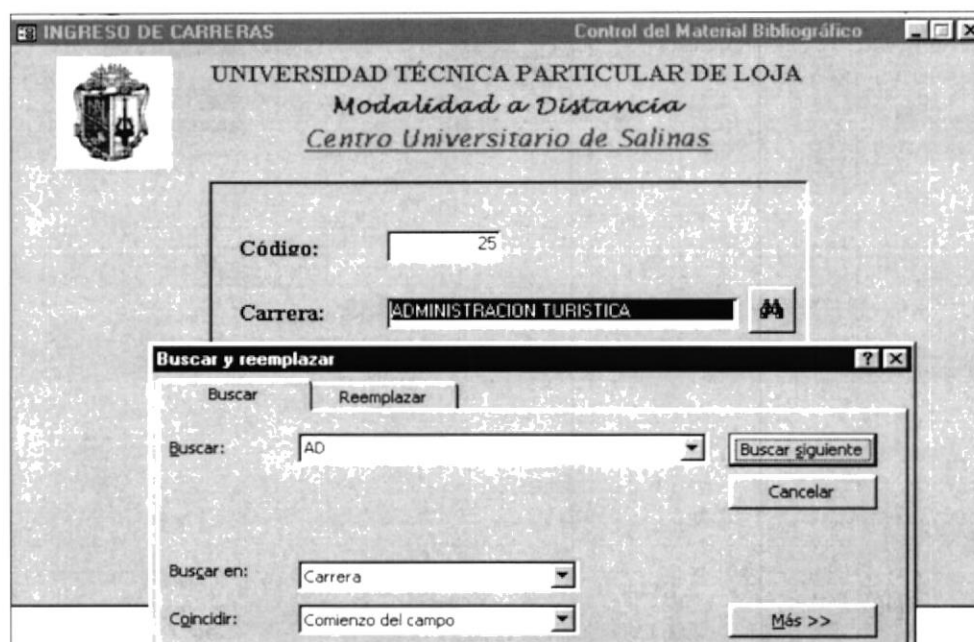 INGRESO DE CARRERAS Control del Material Bibliográfico
UNIVERSIDAD TÉCNICA PARTICULAR DE LOJA
Modalidad a Distancia
Centro Universitario de Salinas
Código: 25
Carrera: ADMINISTRACION TURISTICA
Buscar y reemplazar
Buscar Reemplazar
Buscar: AD Buscar siguiente
Cancelar
Buscar en: Carrera
Coincidir: Comienzo del campo Más >>